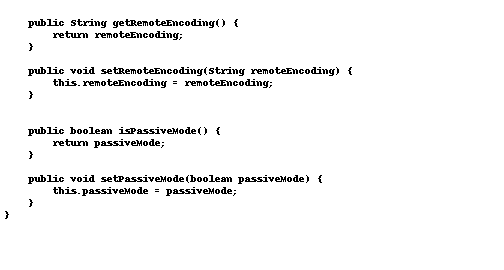 public String getRemoteEncoding() {
        return remoteEncoding;
    }

    public void setRemoteEncoding(String remoteEncoding) {
        this.remoteEncoding = remoteEncoding;
    }


    public boolean isPassiveMode() {
        return passiveMode;
    }

    public void setPassiveMode(boolean passiveMode) {
        this.passiveMode = passiveMode;
    }
}